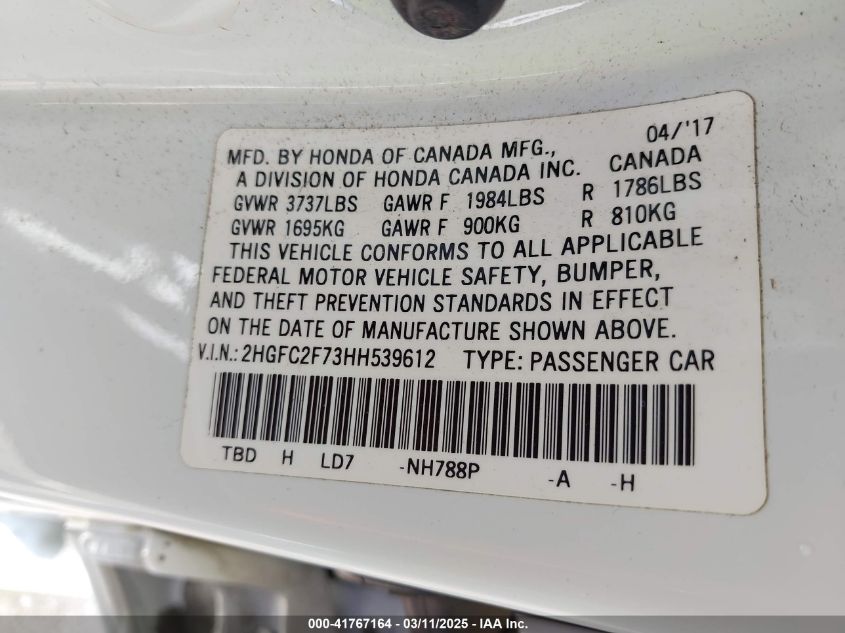 04/'17
MFD. BY HONDA OF CANADA MFG.,
A DIVISION OF HONDA CANADA INC. CANADA
GVWR 3737LBS GAWR F 1984LBS R 1786LBS
GVWR 1695KG GAWR F 900KG R 810KG
THIS VEHICLE CONFORMS TO ALL APPLICABLE
FEDERAL MOTOR VEHICLE SAFETY, BUMPER,
AND THEFT PREVENTION STANDARDS IN EFFECT
ON THE DATE OF MANUFACTURE SHOWN ABOVE.
V.I.N.: 2HGFC2F73HH539612 TYPE: PASSENGER CAR
TBD H LD7 -NH788P -A -H
000-41767164 - 03/11/2025 - IAA Inc.